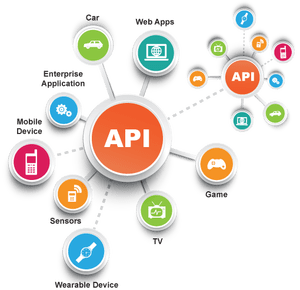 Car
Web Apps
Enterprise
Application
API
Mobile
Device
API
Game
Sensors
TV
Wearable Device